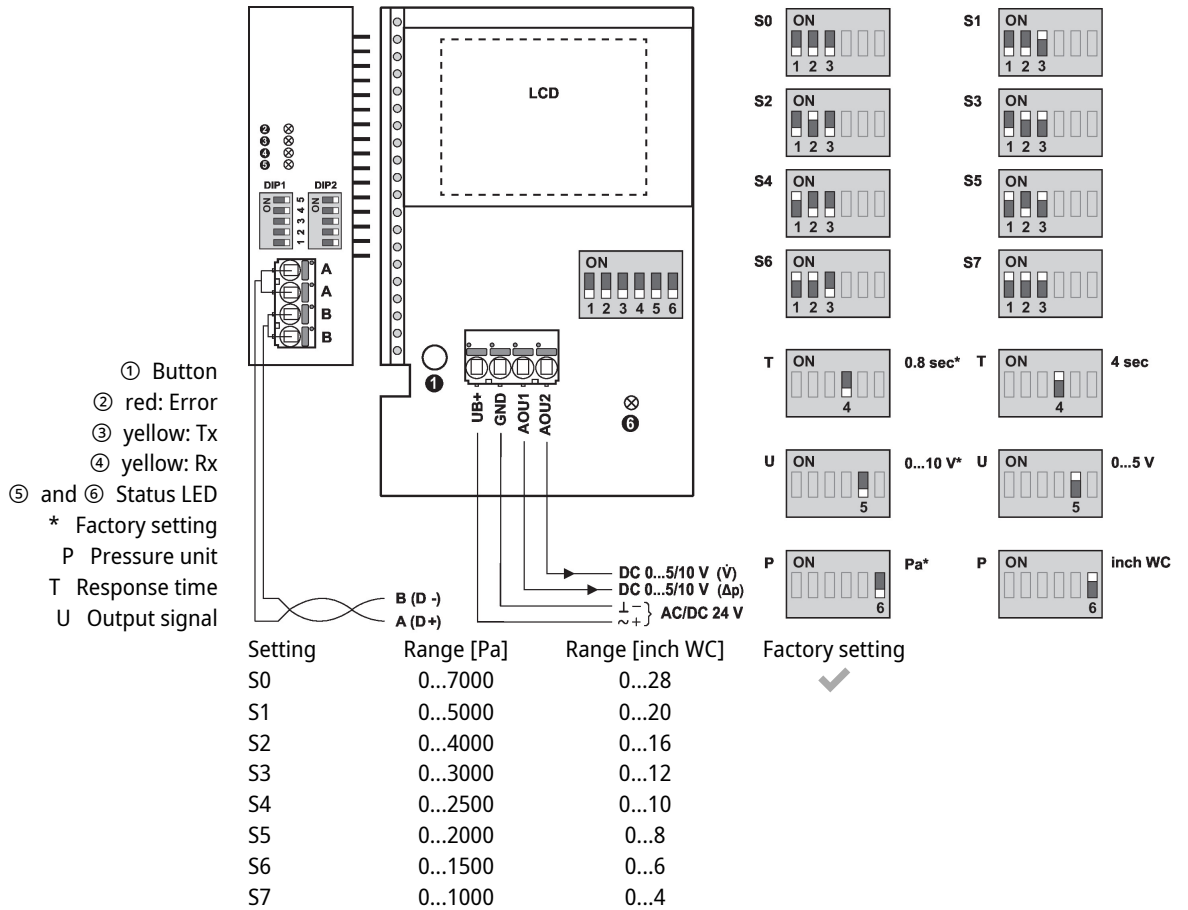 S0 ON 1 2 3
S1 ON 1 2 3
LCD
S2 ON 1 2 3
S3 ON 1 2 3
❷
❸
❹
❺
DIP1 DIP2
ON 1 2 3 4 5 ON
S4 ON 1 2 3
S5 ON 1 2 3
A
A
B
B
ON
1 2 3 4 5 6
S6 ON 1 2 3
S7 ON 1 2 3
❶
UB+
GND
AOU1
AOU2
❻
T ON 4 0.8 sec*
T ON 4 4 sec
① Button
② red: Error
③ yellow: Tx
④ yellow: Rx
⑤ and ⑥ Status LED
* Factory setting
P Pressure unit
T Response time
U Output signal
U ON 5 0...10 V*
U ON 5 0...5 V
P ON 6 Pa*
P ON 6 inch WC
DC 0...5/10 V (V̇)
DC 0...5/10 V (Δp)
⊥ −
~ + } AC/DC 24 V
B (D -)
A (D+)
Setting Range [Pa] Range [inch WC] Factory setting
S0 0...7000 0...28 ✔
S1 0...5000 0...20
S2 0...4000 0...16
S3 0...3000 0...12
S4 0...2500 0...10
S5 0...2000 0...8
S6 0...1500 0...6
S7 0...1000 0...4